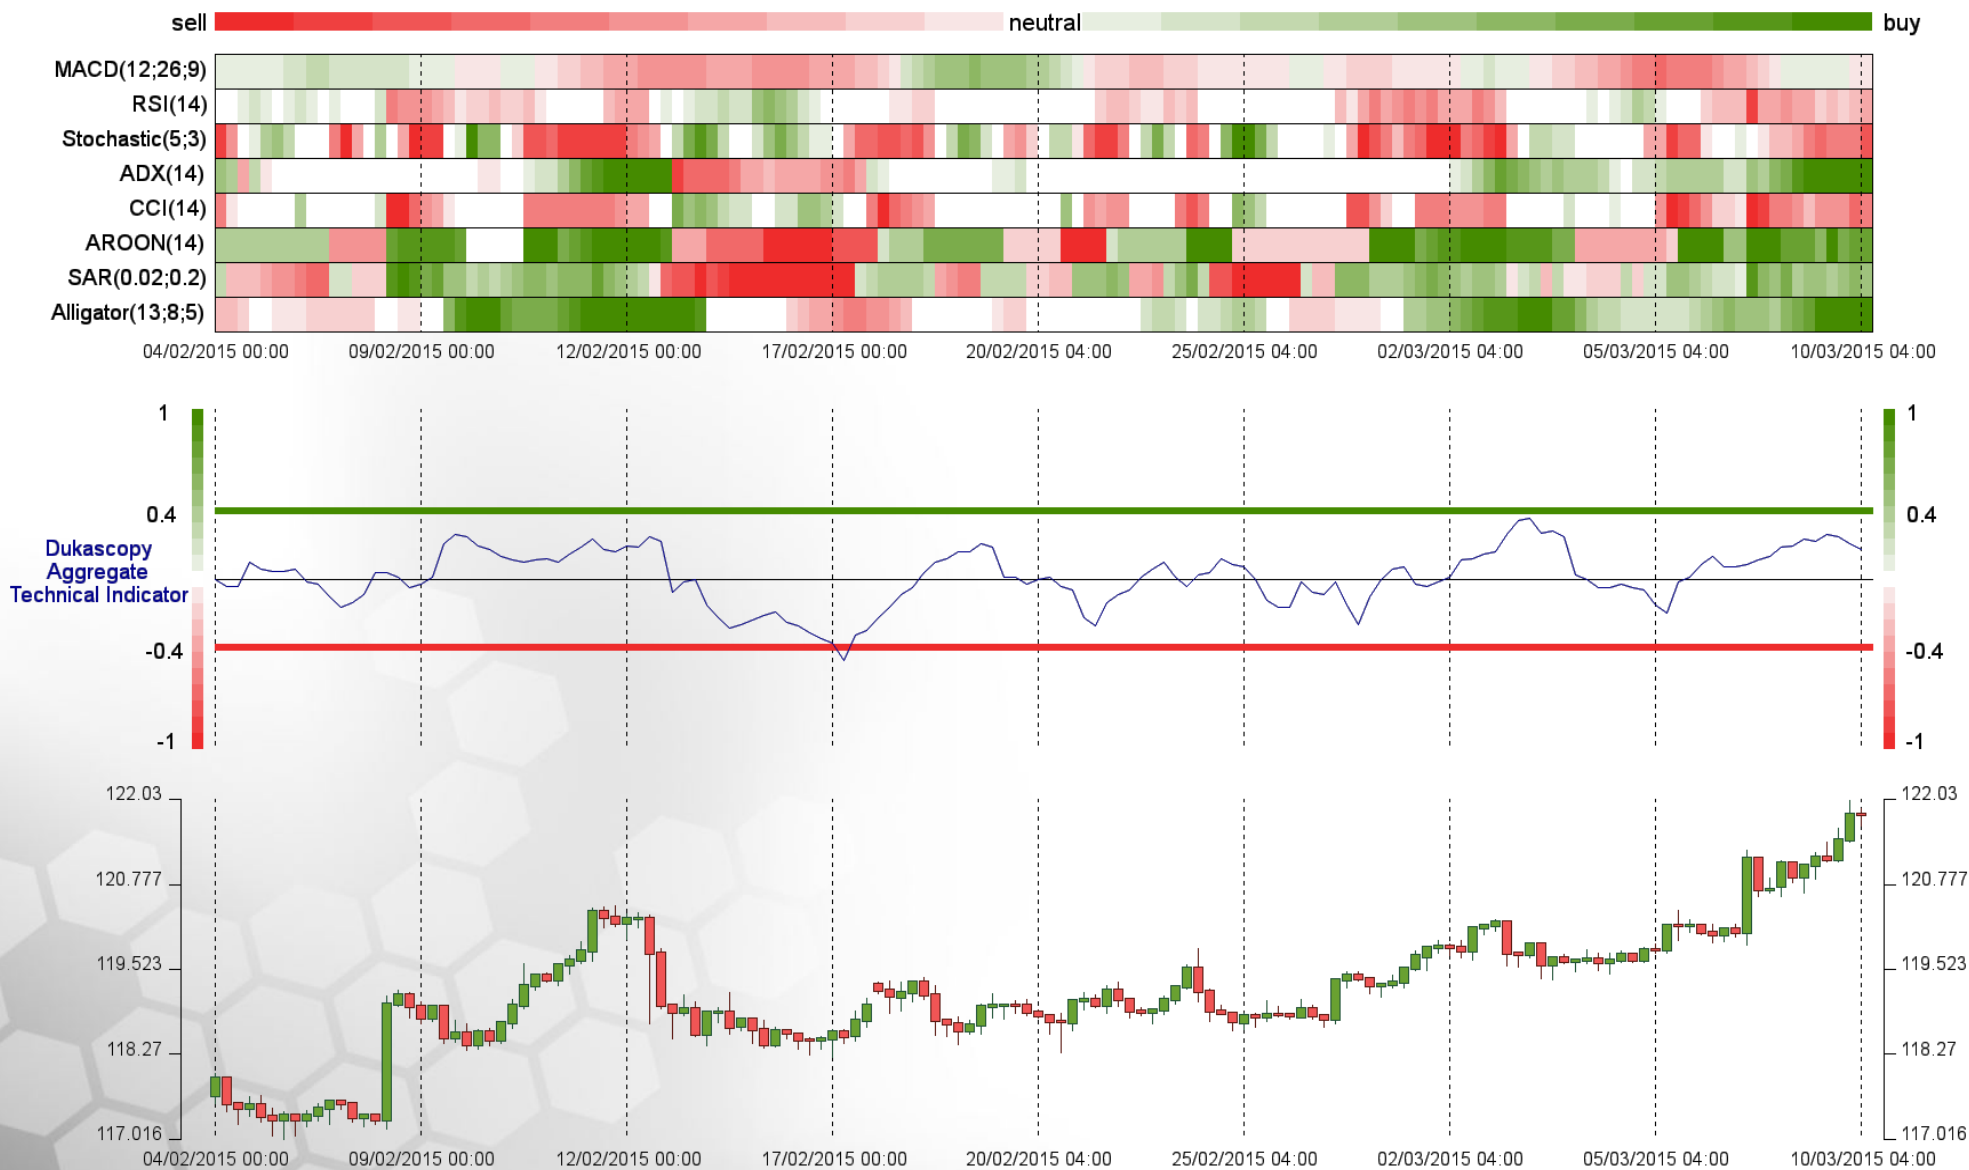 sell neutral buy
MACD(12;26;9)
RSI(14)
Stochastic(5;3)
ADX(14)
CCI(14)
AROON(14)
SAR(0.02;0.2)
Alligator(13;8;5)
04/02/2015 00:00 09/02/2015 00:00 12/02/2015 00:00 17/02/2015 00:00 20/02/2015 04:00 25/02/2015 04:00 02/03/2015 04:00 05/03/2015 04:00 10/03/2015 04:00
1 1
0.4 0.4
Dukascopy
Aggregate
Technical Indicator
-0.4 -0.4
-1 -1
122.03 122.03
120.777 120.777
119.523 119.523
118.27 118.27
117.016 117.016
04/02/2015 00:00 09/02/2015 00:00 12/02/2015 00:00 17/02/2015 00:00 20/02/2015 04:00 25/02/2015 04:00 02/03/2015 04:00 05/03/2015 04:00 10/03/2015 04:00